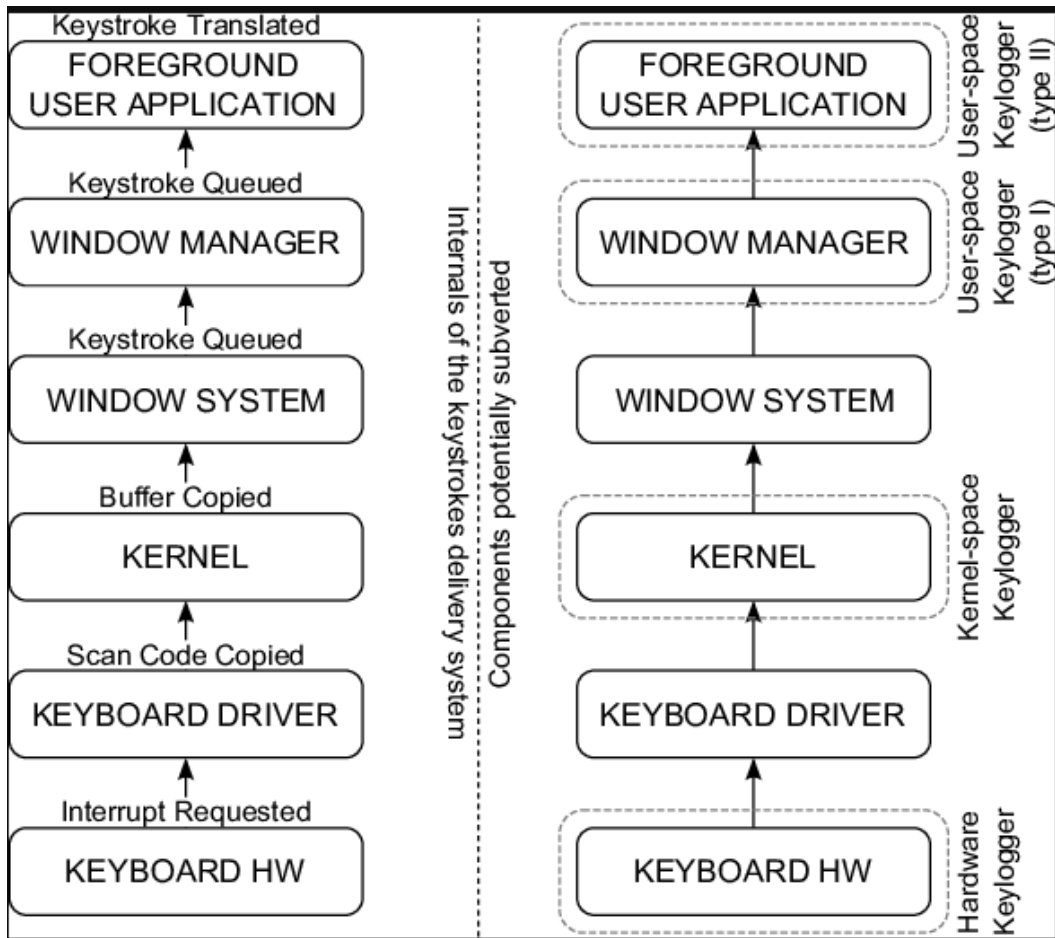 Keystroke Translated
FOREGROUND
USER APPLICATION
Keystroke Queued
WINDOW MANAGER
Keystroke Queued
WINDOW SYSTEM
Buffer Copied
KERNEL
Scan Code Copied
KEYBOARD DRIVER
Interrupt Requested
KEYBOARD HW
Internals of the keystrokes delivery system
Components potentially subverted
FOREGROUND
USER APPLICATION
User-space
Keylogger
(type II)
WINDOW MANAGER
User-space
Keylogger
(type I)
WINDOW SYSTEM
KERNEL
Kernel-space
Keylogger
KEYBOARD DRIVER
KEYBOARD HW
Hardware
Keylogger